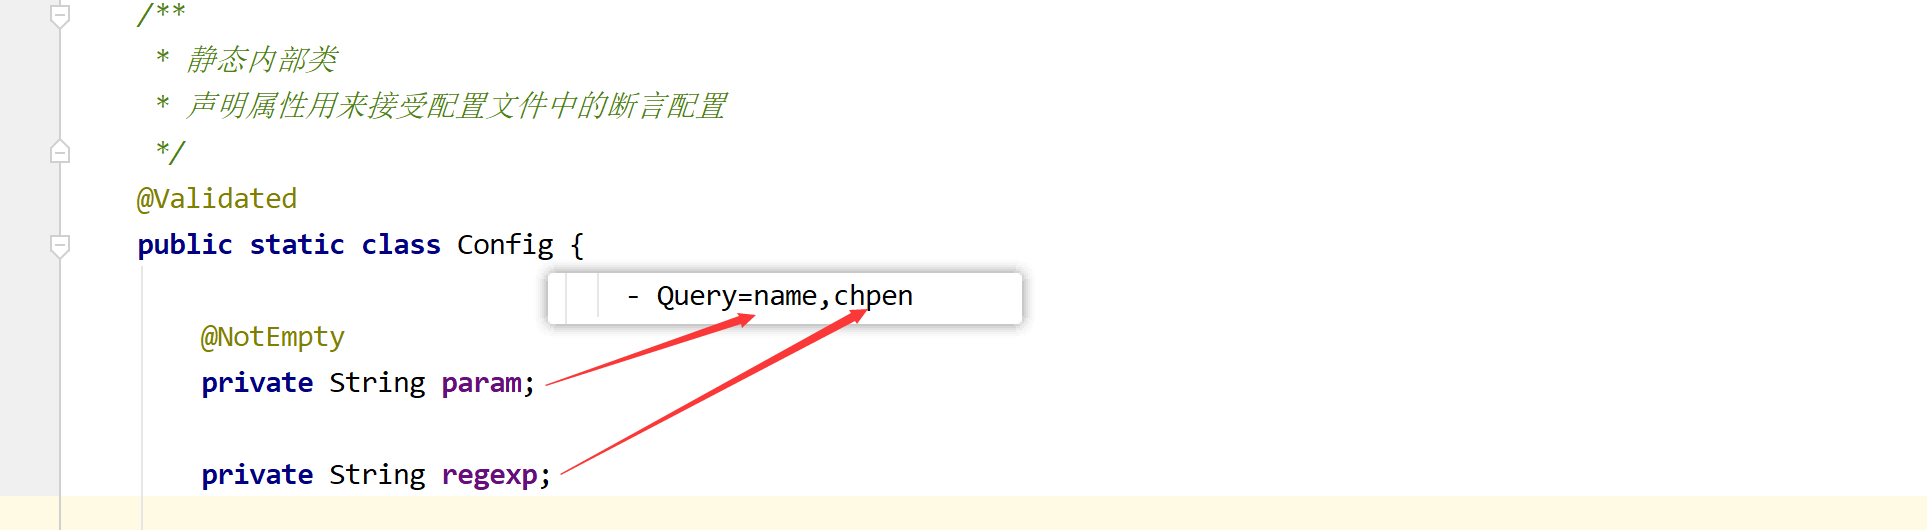 /**
* 静态内部类
* 声明属性用来接受配置文件中的断言配置
*/
@Validated
public static class Config {
- Query=name,chpen
@NotEmpty
private String param;
private String regexp;